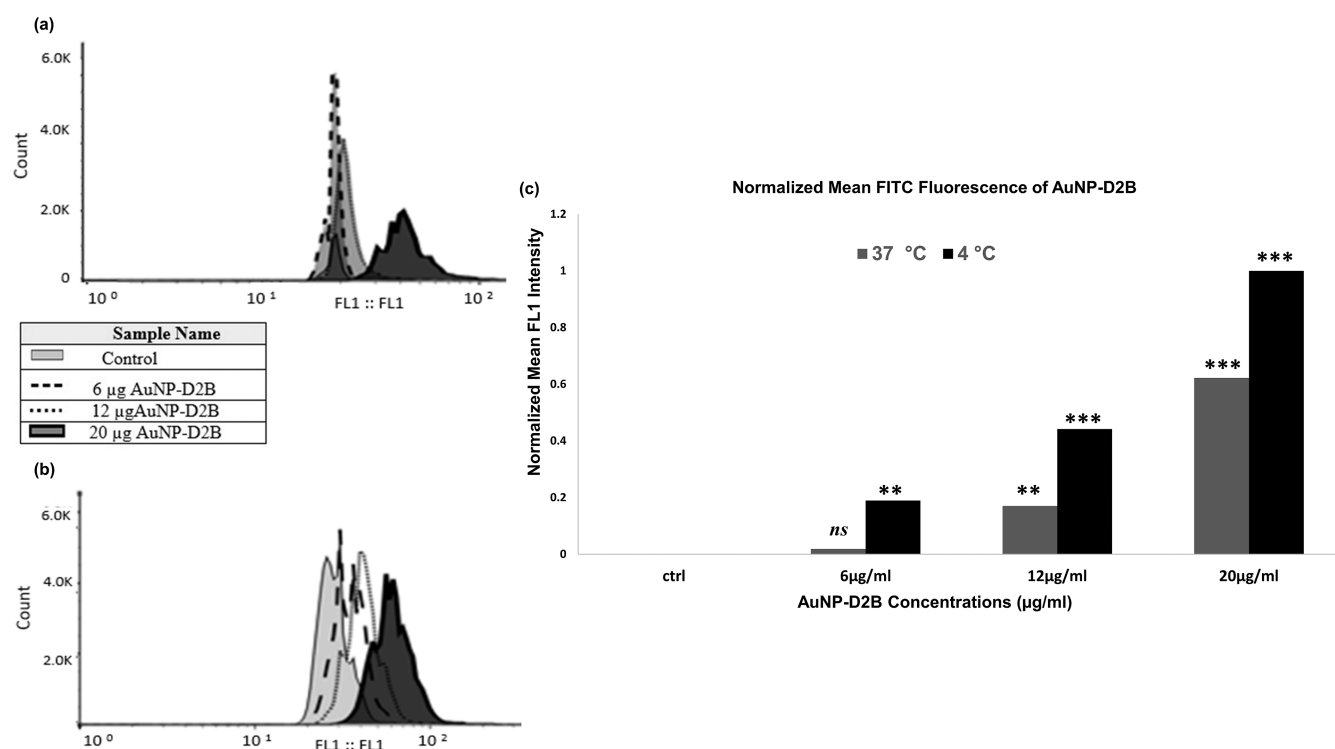 (a)
6.0K
4.0K
2.0K
0
Count
10 0
10 1
10 2
FL1 :: FL1
Sample Name
Control
6 µg AuNP-D2B
12 µgAuNP-D2B
20 µg AuNP-D2B
(b)
6.0K
4.0K
2.0K
Count
10 0
10 1
10 2
FL1 :: FL1
(c)
Normalized Mean FITC Fluorescence of AuNP-D2B
37 °C
4 °C
Normalized Mean FL1 Intensity
1.2
1
0.8
0.6
0.4
0.2
0
ns
**
**
***
***
***
ctrl
6µg/ml
12µg/ml
20µg/ml
AuNP-D2B Concentrations (µg/ml)